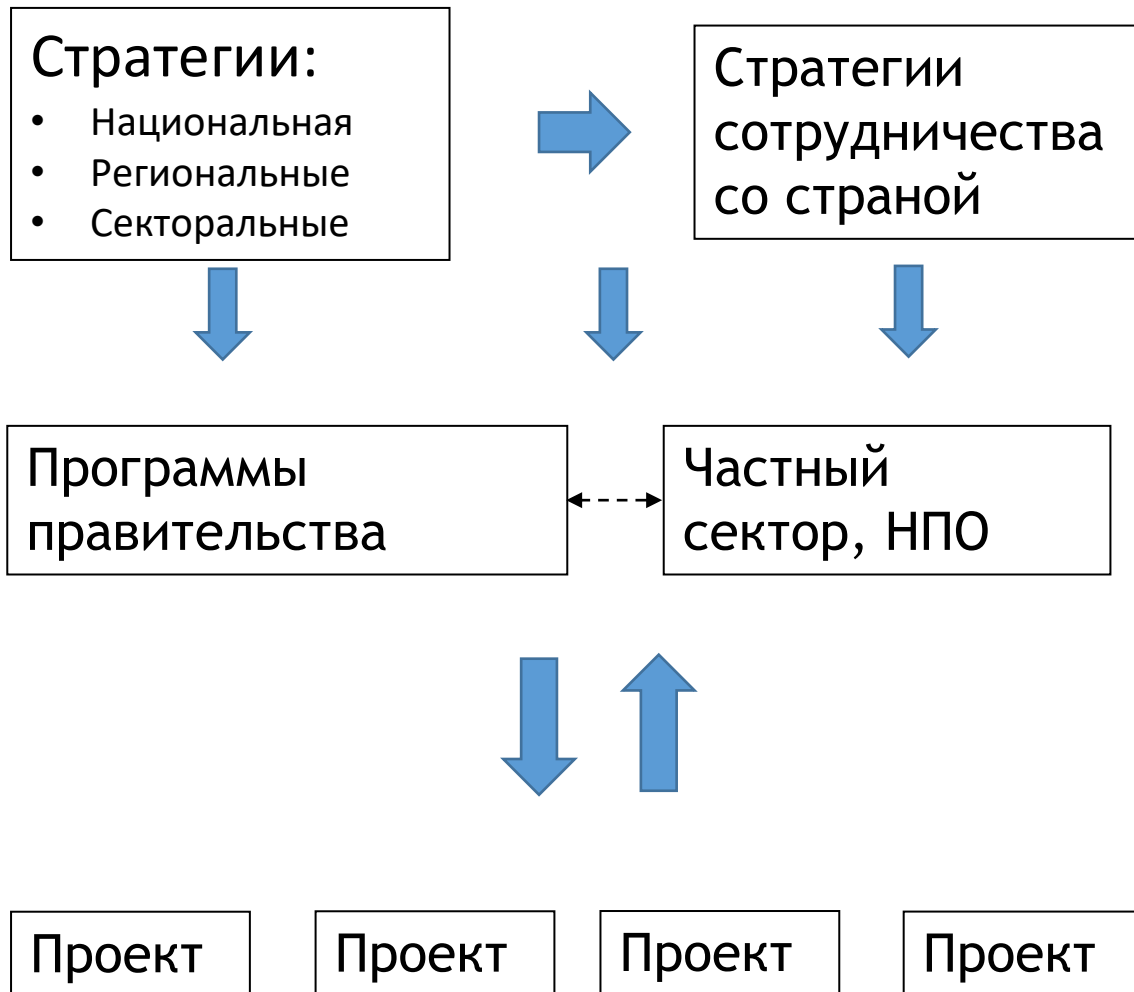 Стратегии:
• Национальная
• Региональные
• Секторальные
Стратегии
сотрудничества
со страной
Программы
правительства
Частный
сектор, НПО
Проект
Проект
Проект
Проект